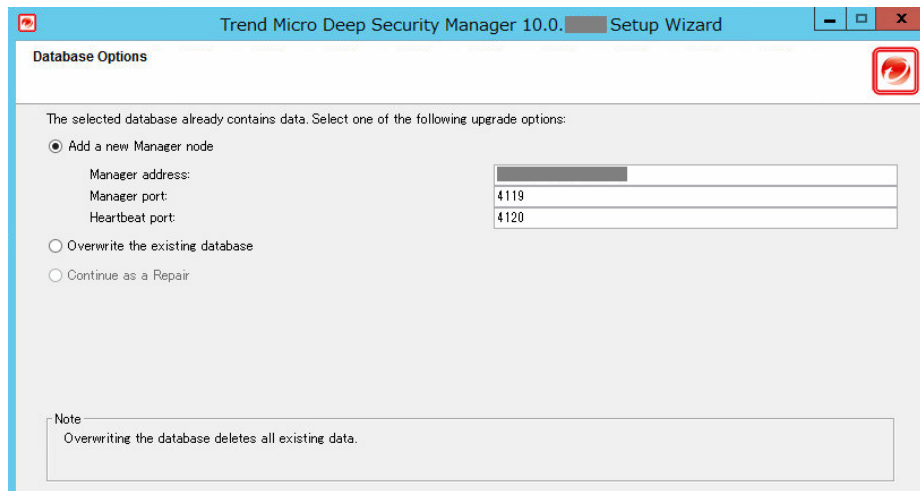 Trend Micro Deep Security Manager 10.0. Setup Wizard
Database Options
The selected database already contains data. Select one of the following upgrade options:
Add a new Manager node
Manager address:
Manager port: 4119
Heartbeat port: 4120
Overwrite the existing database
Continue as a Repair
Note
Overwriting the database deletes all existing data.